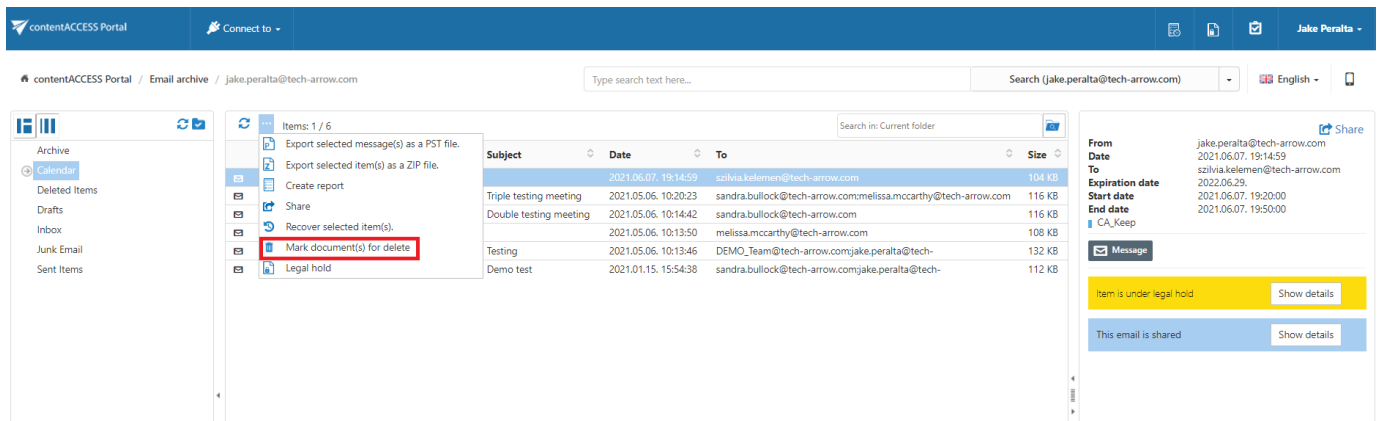 contentACCESS Portal
Connect to
Jake Peralta
contentACCESS Portal / Email archive / jake.peralta@tech-arrow.com
Type search text here...
Search (jake.peralta@tech-arrow.com)
English
Archive
Calendar
Deleted Items
Drafts
Inbox
Junk Email
Sent Items
Items: 1 / 6
Search in: Current folder
Export selected message(s) as a PST file.
Export selected item(s) as a ZIP file.
Create report
Share
Recover selected item(s).
Mark document(s) for delete
Legal hold
Subject Date To Size
2021.06.07. 19:14:59 szilvia.kelemen@tech-arrow.com 104 KB
Triple testing meeting 2021.05.06. 10:20:23 sandra.bullock@tech-arrow.com;melissa.mccarthy@tech-arrow.com 116 KB
Double testing meeting 2021.05.06. 10:14:42 sandra.bullock@tech-arrow.com 116 KB
2021.05.06. 10:13:50 melissa.mccarthy@tech-arrow.com 108 KB
Testing 2021.05.06. 10:13:46 DEMO_Team@tech-arrow.com;jake.peralta@tech- 132 KB
Demo test 2021.01.15. 15:54:38 sandra.bullock@tech-arrow.com;jake.peralta@tech- 112 KB
Share
From jake.peralta@tech-arrow.com
Date 2021.06.07. 19:14:59
To szilvia.kelemen@tech-arrow.com
Expiration date 2022.06.29.
Start date 2021.06.07. 19:20:00
End date 2021.06.07. 19:50:00
CA_Keep
Message
Item is under legal hold Show details
This email is shared Show details